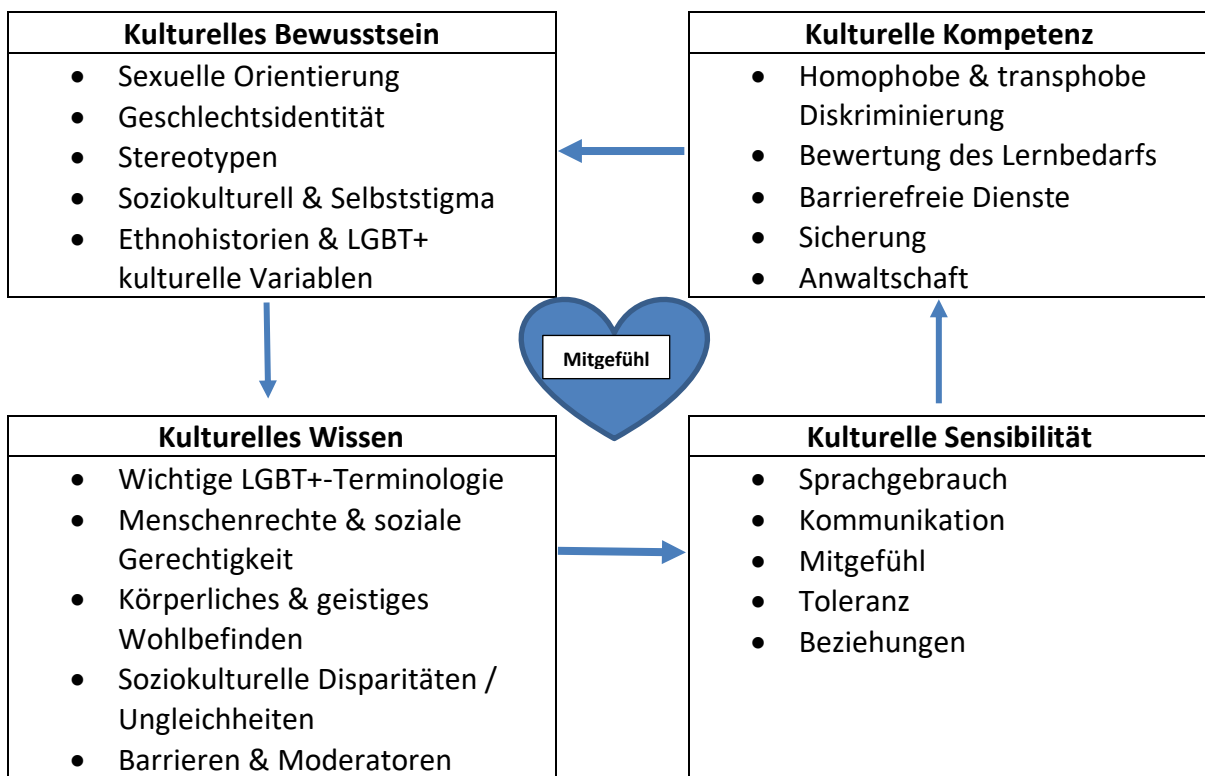 Kulturelles Bewusstsein
• Sexuelle Orientierung
• Geschlechtsidentität
• Stereotypen
• Soziokulturell & Selbststigma
• Ethnohistorien & LGBT+
kulturelle Variablen
Kulturelle Kompetenz
• Homophobe & transphobe
Diskriminierung
• Bewertung des Lernbedarfs
• Barrierefreie Dienste
• Sicherung
• Anwaltschaft
Mitgefühl
Kulturelles Wissen
• Wichtige LGBT+-Terminologie
• Menschenrechte & soziale
Gerechtigkeit
• Körperliches & geistiges
Wohlbefinden
• Soziokulturelle Disparitäten /
Ungleichheiten
• Barrieren & Moderatoren
Kulturelle Sensibilität
• Sprachgebrauch
• Kommunikation
• Mitgefühl
• Toleranz
• Beziehungen